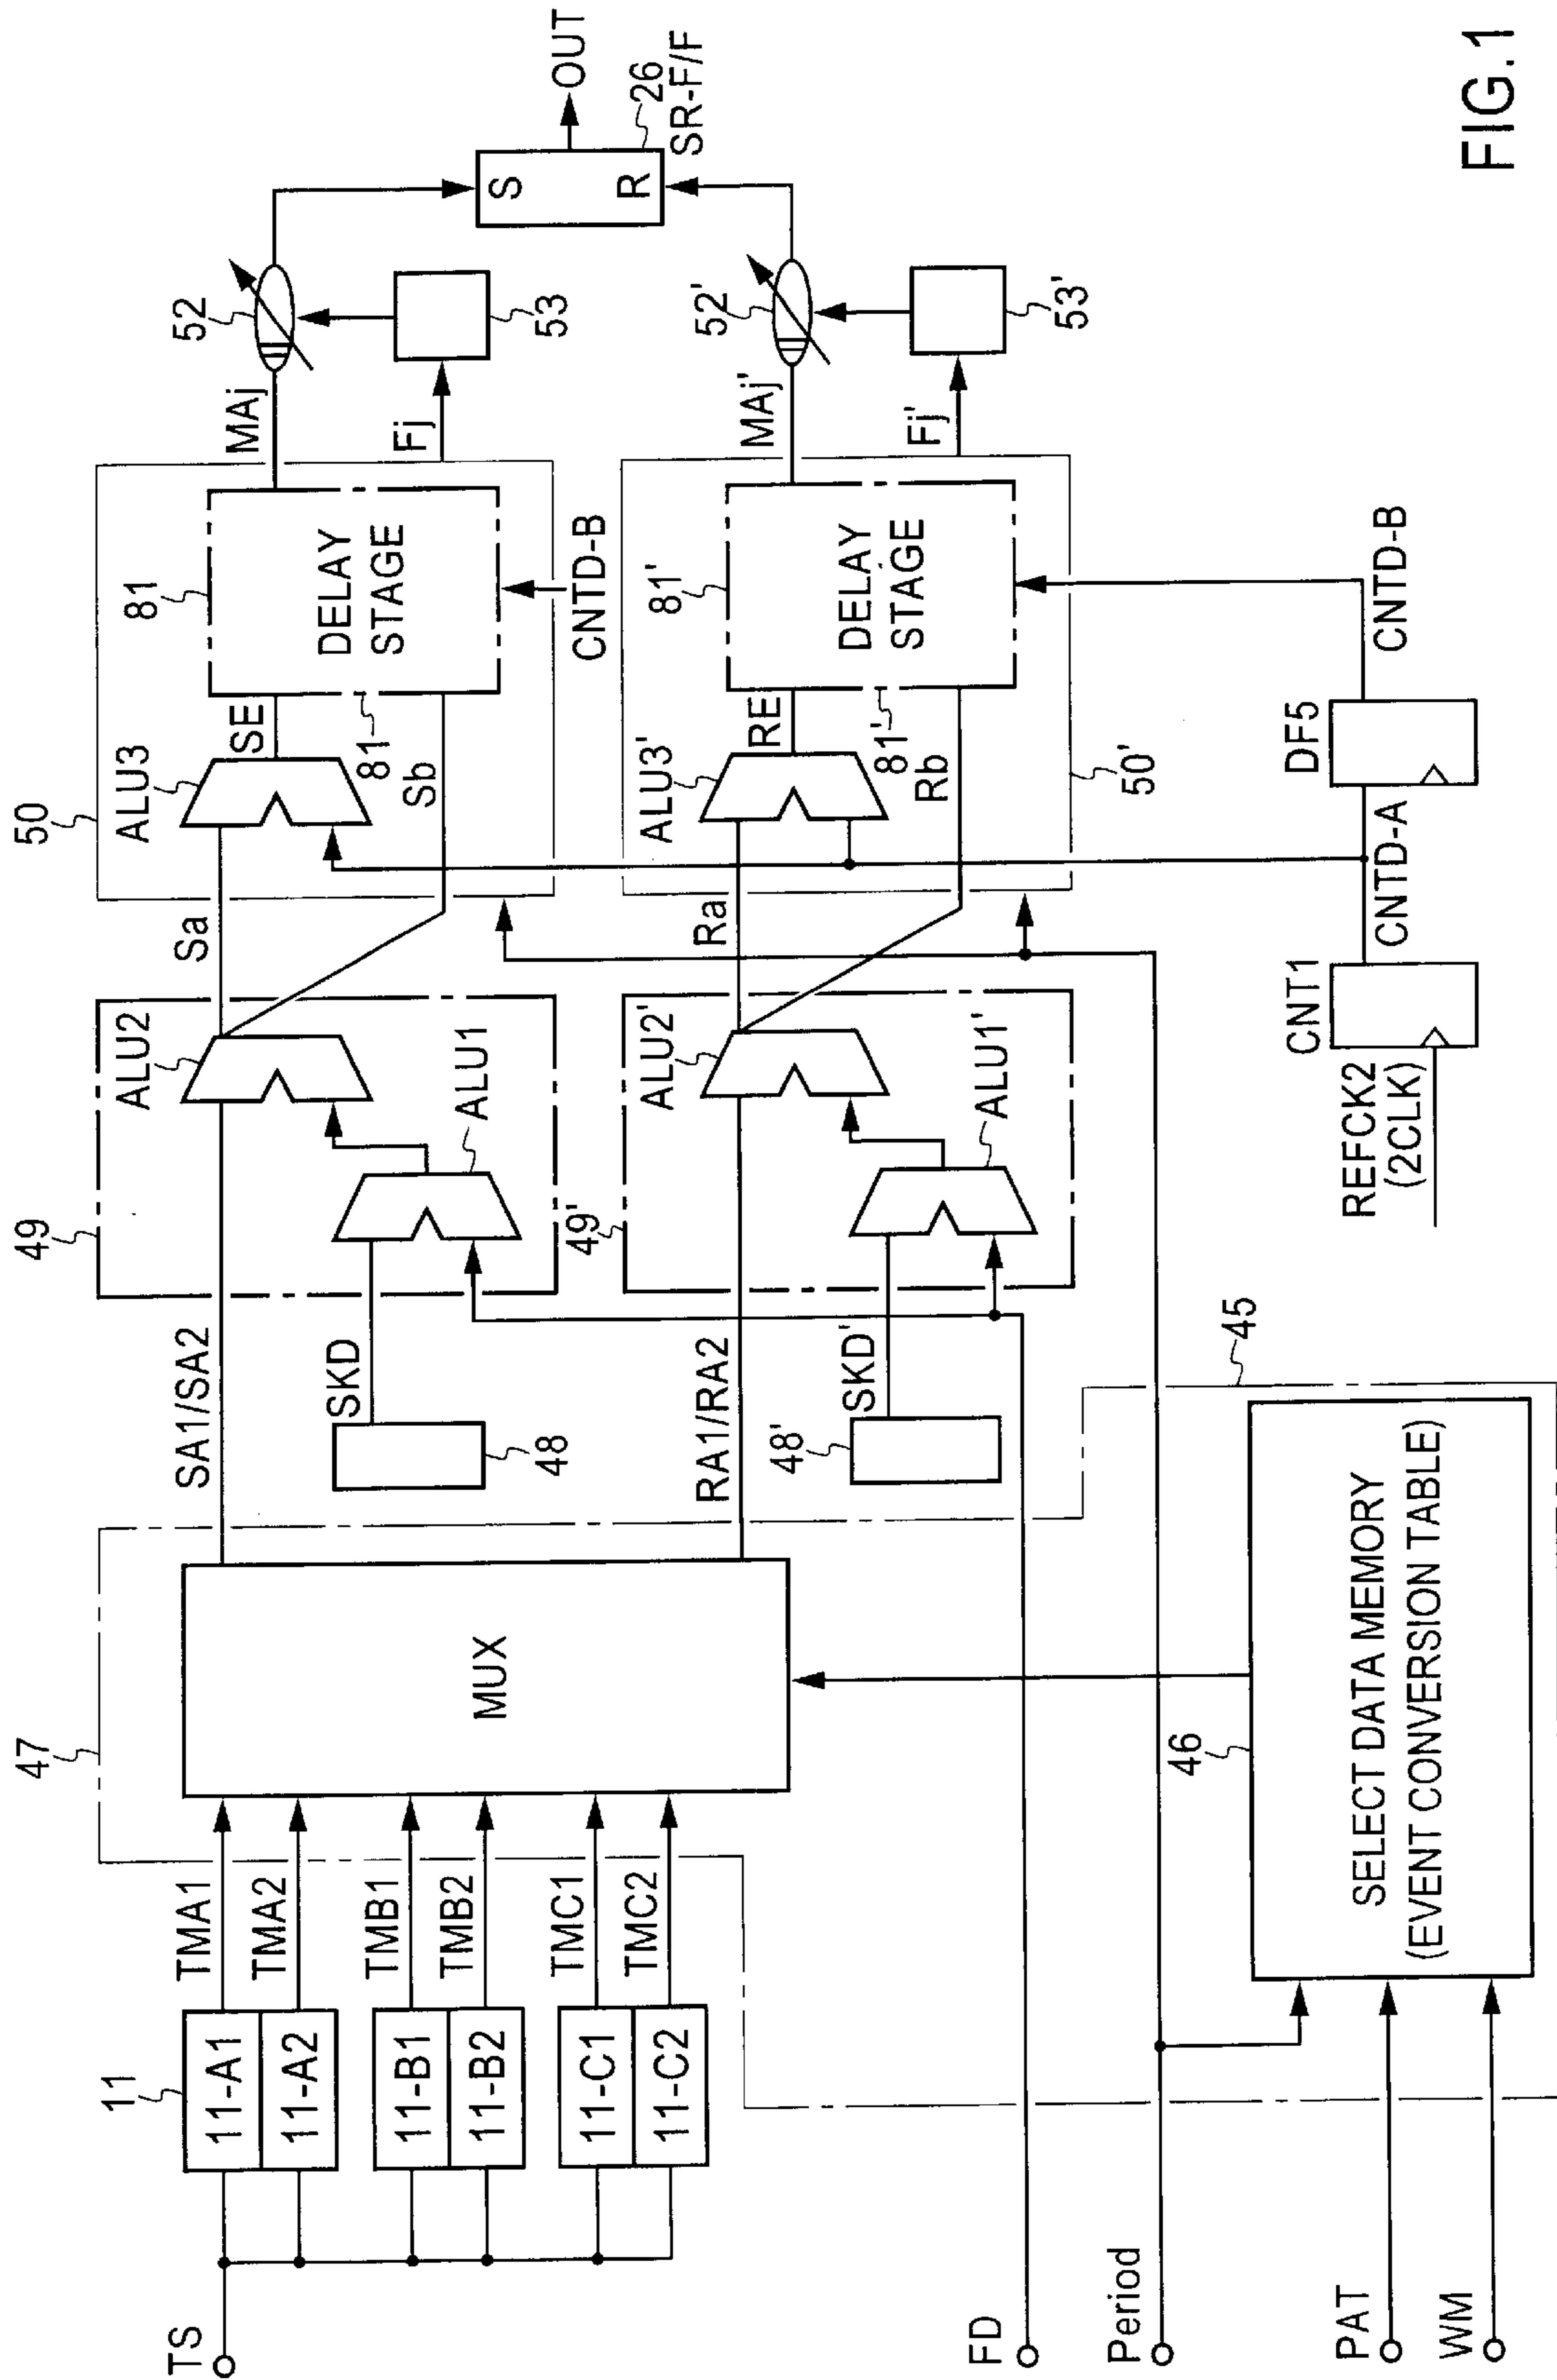 TS
11
11-A1
11-A2
11-B1
11-B2
11-C1
11-C2
TMA1
TMA2
TMB1
TMB2
TMC1
TMC2
47
MUX
SA1/SA2
RA1/RA2
SKD
48
SKD'
48'
49
ALU2
ALU1
49'
ALU2'
ALU1'
Sa
Sb
Ra
Rb
50
ALU3
SE
81
81
DELAY
STAGE
CNTD-B
50'
ALU3'
RE
81'
81'
DELAY
STAGE
MAj
Fj
52
53
MAj'
Fj'
52'
53'
S
R
26
SR-F/F
OUT
FD
Period
PAT
WM
45
46
SELECT DATA MEMORY
(EVENT CONVERSION TABLE)
REFCK2
(2CLK)
CNT1
CNTD-A
DF5
CNTD-B
FIG.1